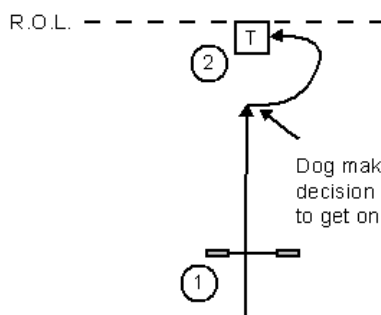 R.O.L.
T
2
Dog mak
decision
to get on
1